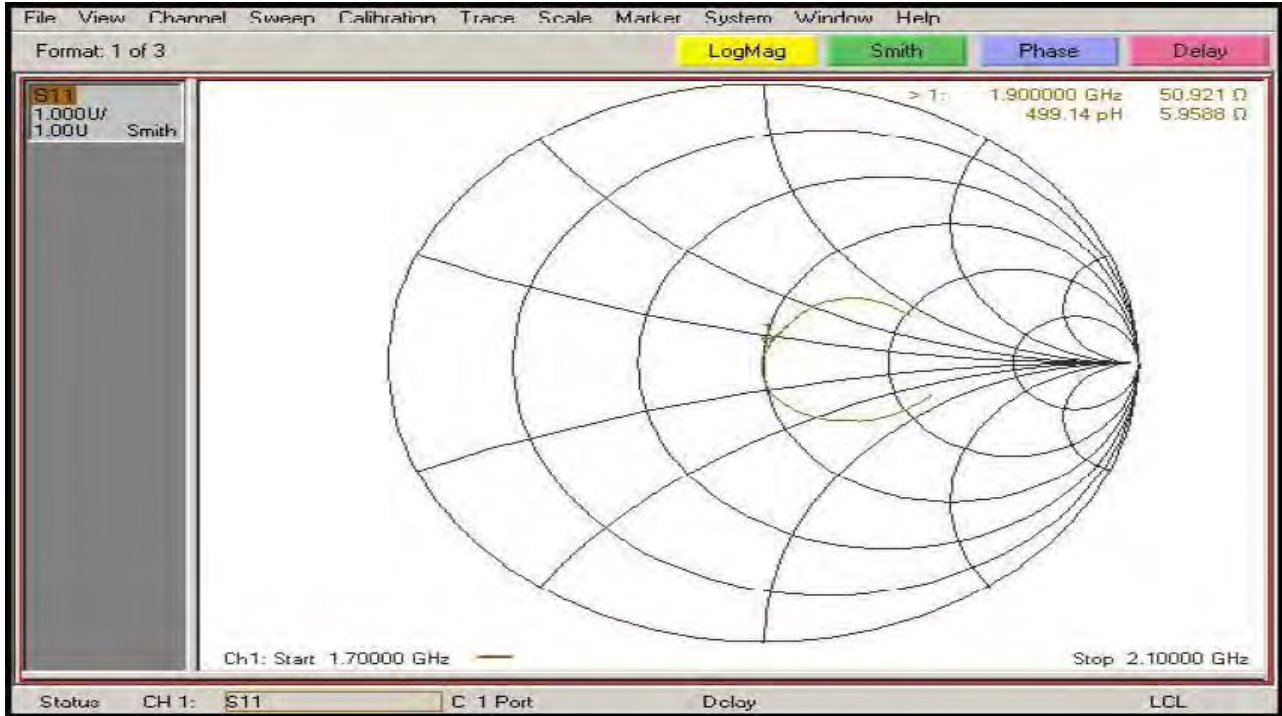 File View Channel Sweep Calibration Trace Scale Marker System Window Help
Format: 1 of 3 LogMag Smith Phase Delay
S11
1.000U/
1.00U Smith
> 1: 1.900000 GHz 50.921 Ω
499.14 pH 5.9588 Ω
1
Ch1: Start 1.70000 GHz
Stop 2.10000 GHz
Status CH 1: S11 C 1 Port Delay LCL